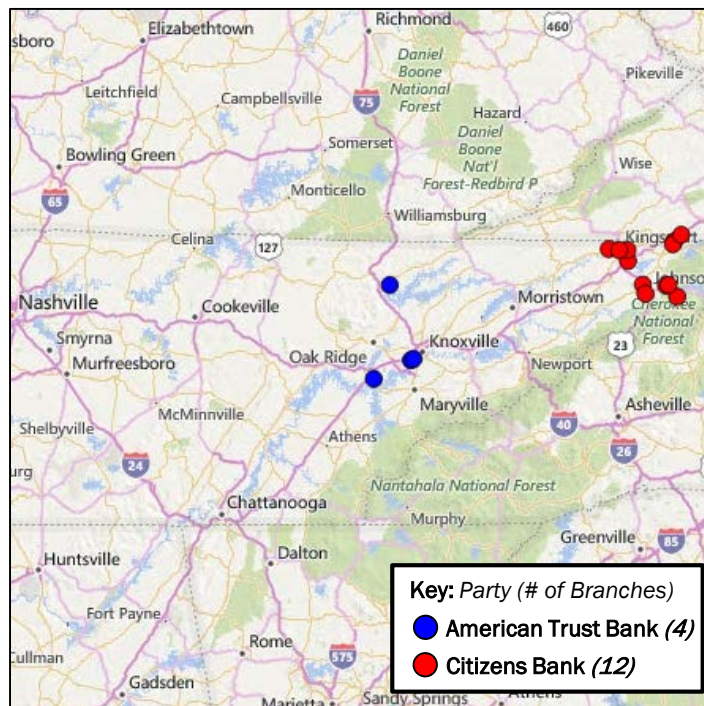 Richmond
460
Elizabethtown
sboro
Daniel
Boone
National
Forest
Pikeville
Leitchfield
75
Campbellsville
Hazard
Daniel
Boone
Nat'l
Forest-Redbird P
Somerset
Wise
Bowling Green
Monticello
65
Williamsburg
Celina
127
Kingsport
Johnso
Nashville
Cookeville
Morristown
Cherokee
National
Forest
Smyrna
Oak Ridge
Knoxville
23
Murfreesboro
Newport
Maryville
McMinnville
Asheville
Shelbyville
40
Athens
26
urg
24
Nantahala National Forest
Chattanooga
Murphy
Greenville
85
Huntsville
Dalton
Key: Party (# of Branches)
American Trust Bank (4)
Citizens Bank (12)
Fort Payne
Rome
Cullman
575
Gadsden
Marietta
Sandy Springs
Athens